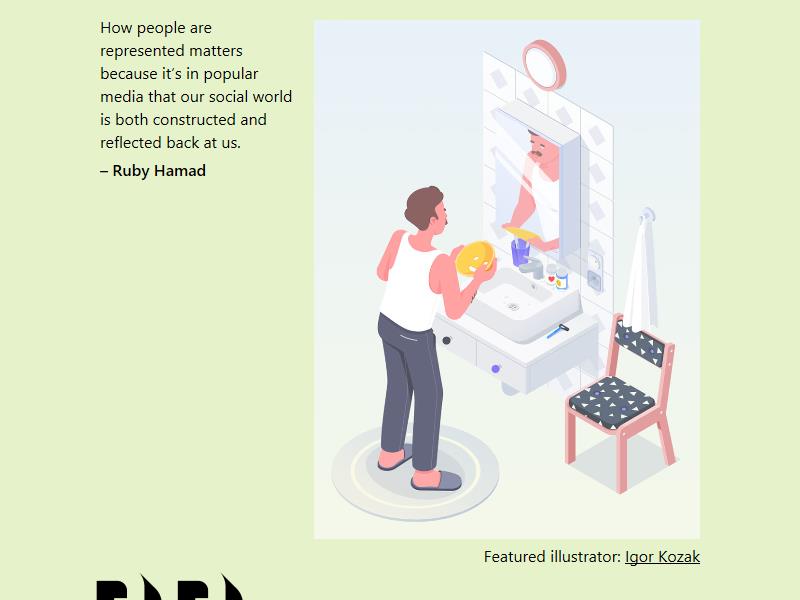 How people are
represented matters
because it's in popular
media that our social world
is both constructed and
reflected back at us.
– Ruby Hamad
Featured illustrator: Igor Kozak